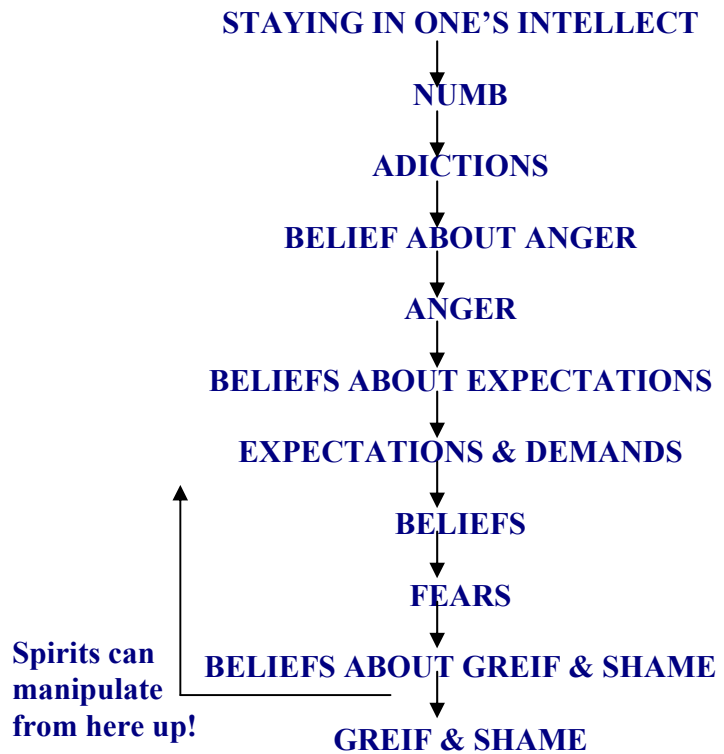 STAYING IN ONE'S INTELLECT
NUMB
ADICTIONS
BELIEF ABOUT ANGER
ANGER
BELIEFS ABOUT EXPECTATIONS
EXPECTATIONS & DEMANDS
BELIEFS
FEARS
BELIEFS ABOUT GREIF & SHAME
GREIF & SHAME
Spirits can
manipulate
from here up!